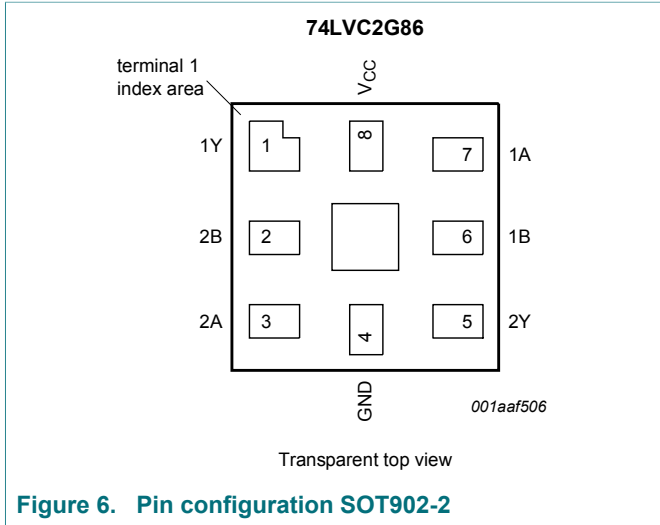 74LVC2G86
terminal 1
index area
VCC
1Y
1
8
7
1A
2B
2
6
1B
2A
3
4
5
2Y
GND
001aaf506
Transparent top view
Figure 6. Pin configuration SOT902-2